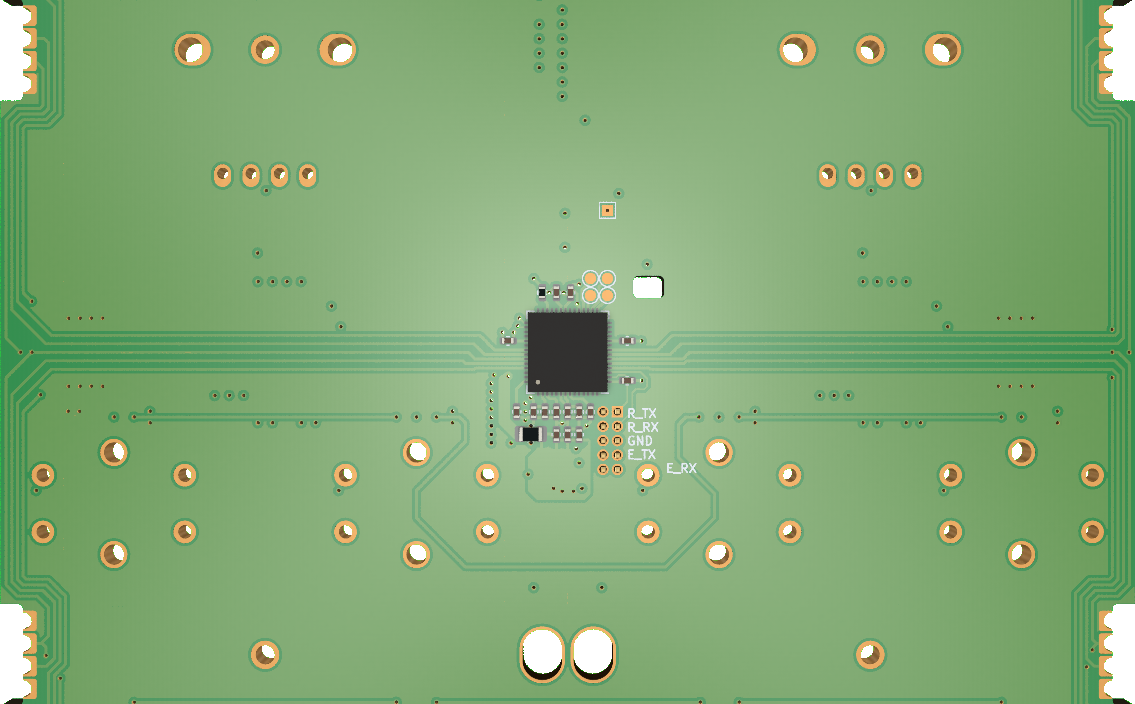 R_TX
R_RX
GND
E_TX
E_RX